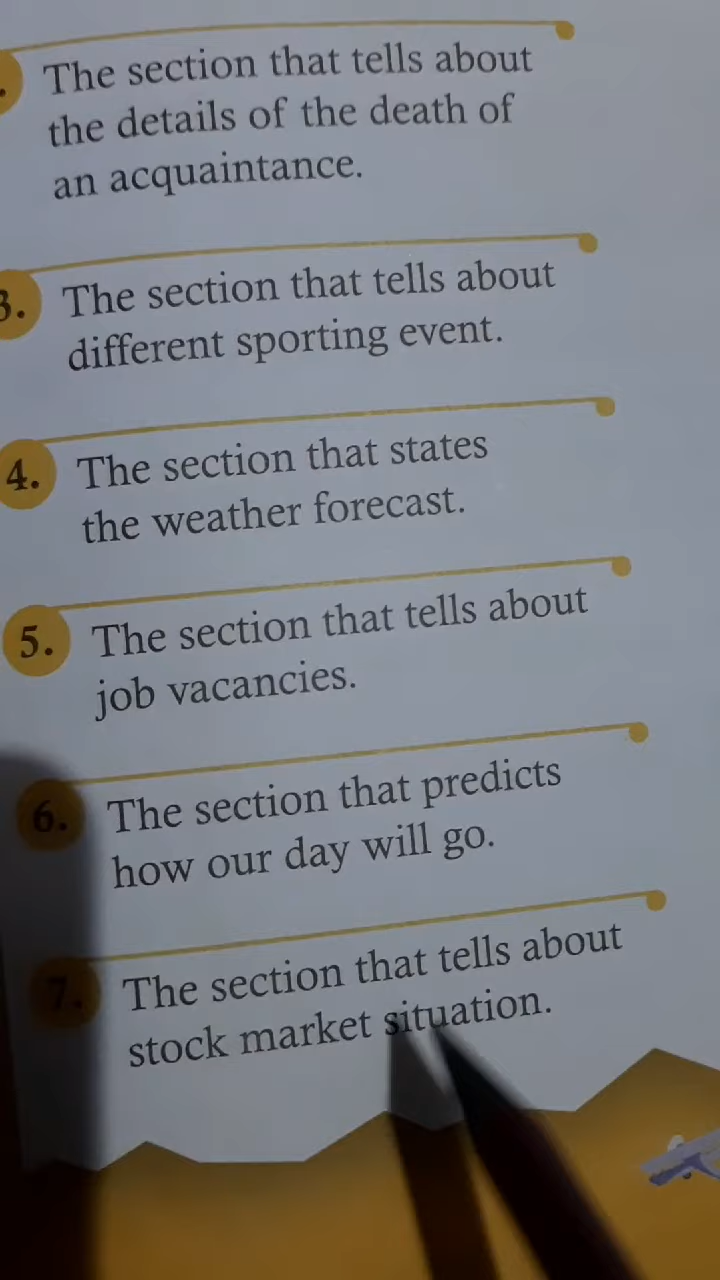 . The section that tells about
the details of the death of
an acquaintance.
3. The section that tells about
different sporting event.
4. The section that states
the weather forecast.
5. The section that tells about
job vacancies.
6. The section that predicts
how our day will go.
7. The section that tells about
stock market situation.